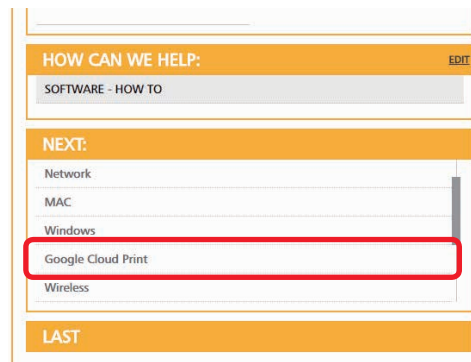 HOW CAN WE HELP:
EDIT
SOFTWARE - HOW TO
NEXT:
Network
MAC
Windows
Google Cloud Print
Wireless
LAST